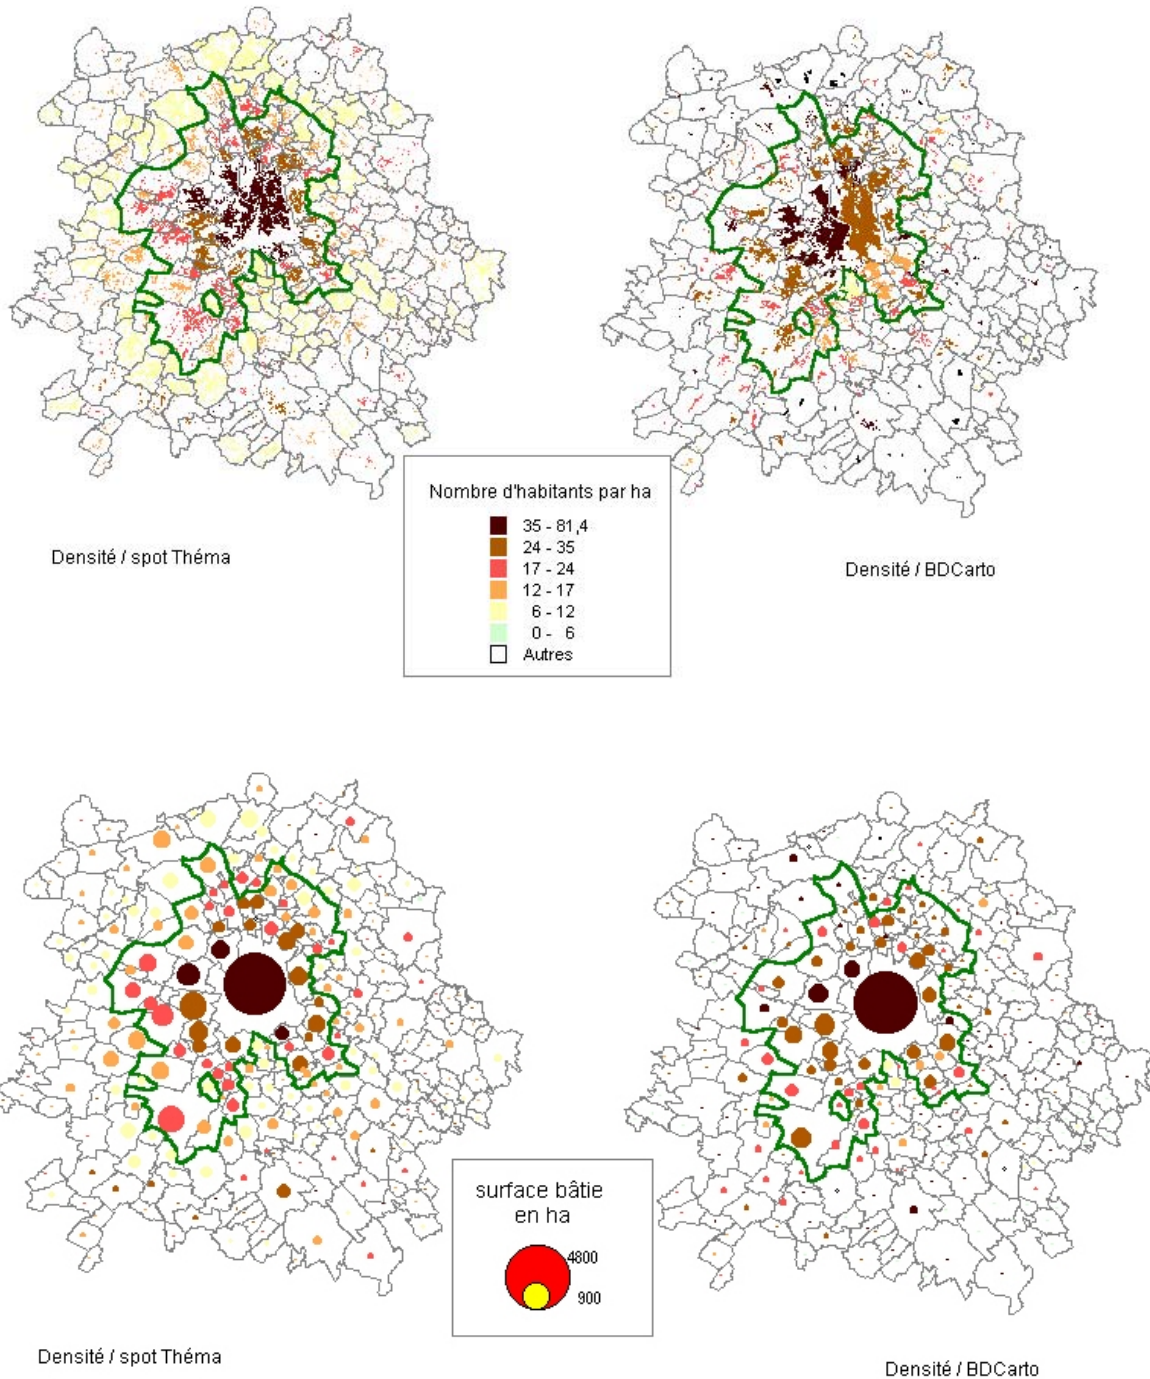 Nombre d'habitants par ha
35 - 81,4
24 - 35
17 - 24
12 - 17
6 - 12
0 - 6
Autres
Densité / spot Théma
Densité / BDCarto
surface bâtie
en ha
4800
900
Densité / spot Théma
Densité / BDCarto